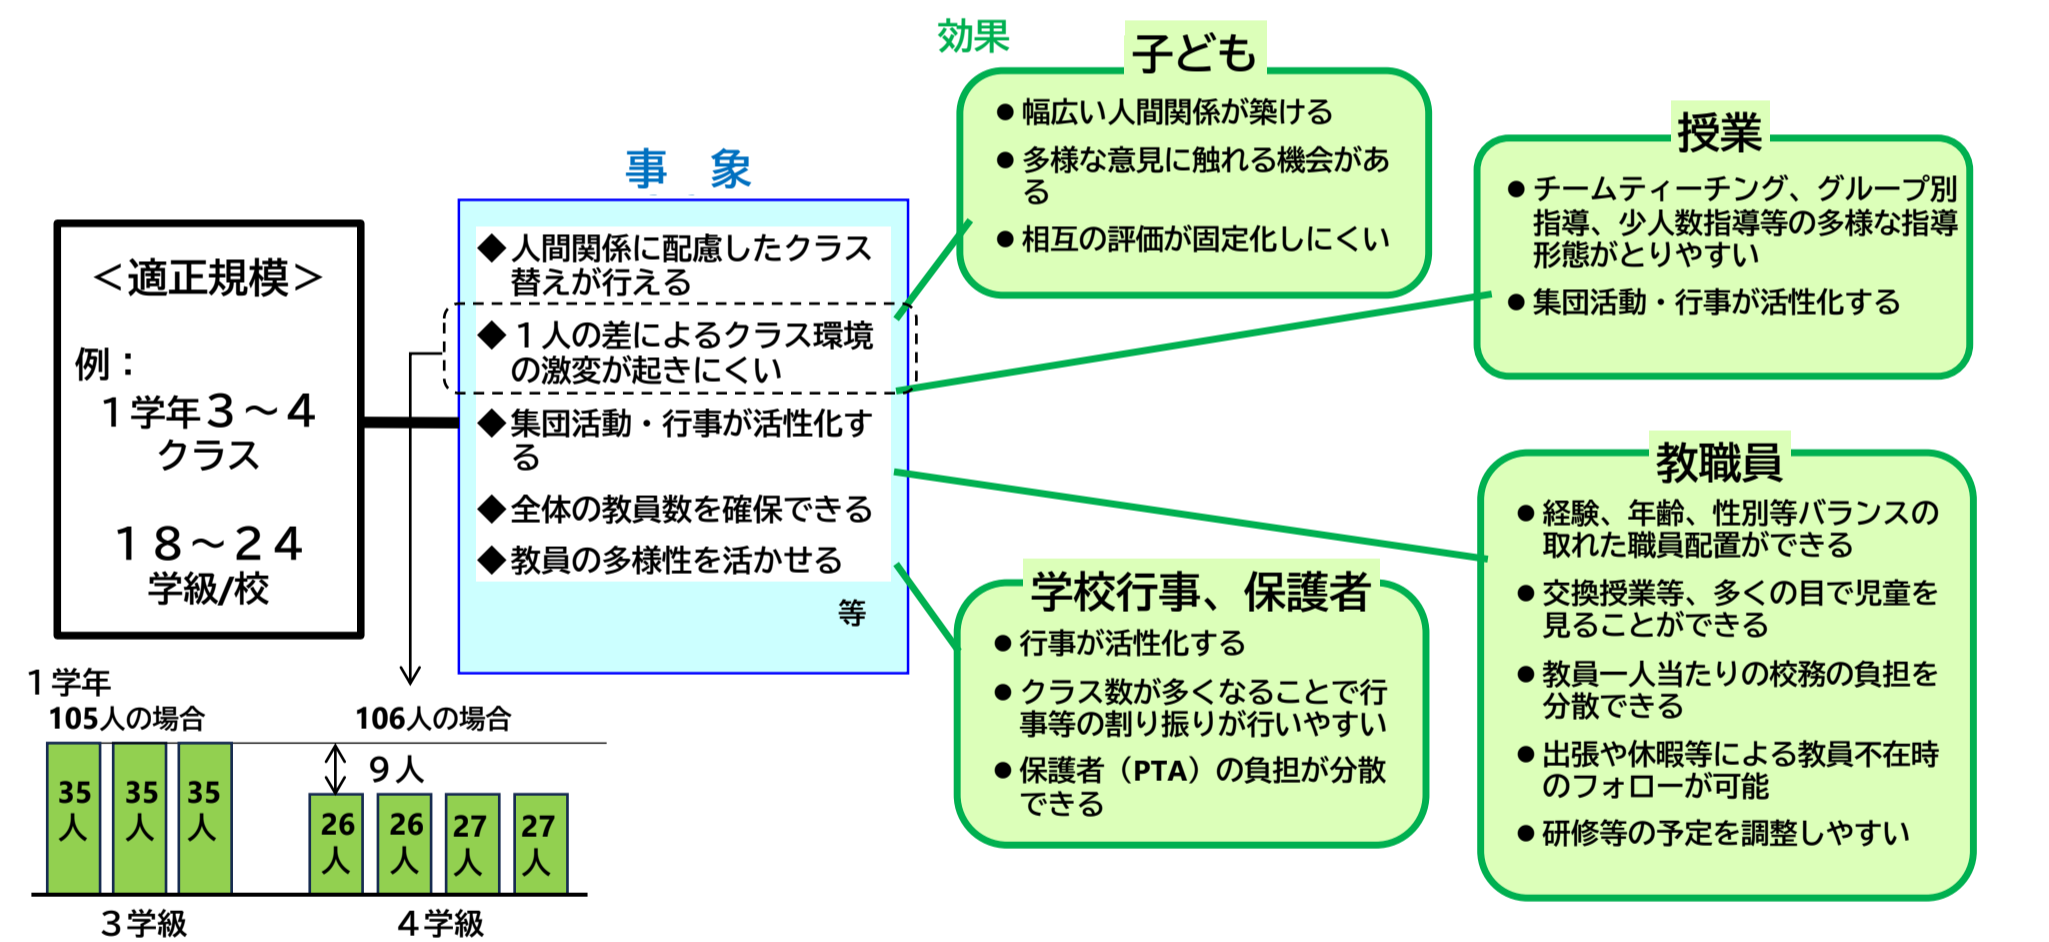 ＜適正規模＞
例：
１学年３～４
クラス
１８～２４
学級/校
事　象
◆人間関係に配慮したクラス
替えが行える
◆１人の差によるクラス環境
の激変が起きにくい
◆集団活動・行事が活性化す
る
◆全体の教員数を確保できる
◆教員の多様性を活かせる
等
効果
子ども
●幅広い人間関係が築ける
●多様な意見に触れる機会があ
る
●相互の評価が固定化しにくい
授業
●チームティーチング、グループ別
指導、少人数指導等の多様な指導
形態がとりやすい
●集団活動・行事が活性化する
教職員
●経験、年齢、性別等バランスの
取れた職員配置ができる
●交換授業等、多くの目で児童を
見ることができる
●教員一人当たりの校務の負担を
分散できる
●出張や休暇等による教員不在時
のフォローが可能
●研修等の予定を調整しやすい
学校行事、保護者
●行事が活性化する
●クラス数が多くなることで行
事等の割り振りが行いやすい
●保護者（PTA）の負担が分散
できる
１学年
105人の場合
106人の場合
９人
35
人
35
人
35
人
26
人
26
人
27
人
27
人
３学級
４学級